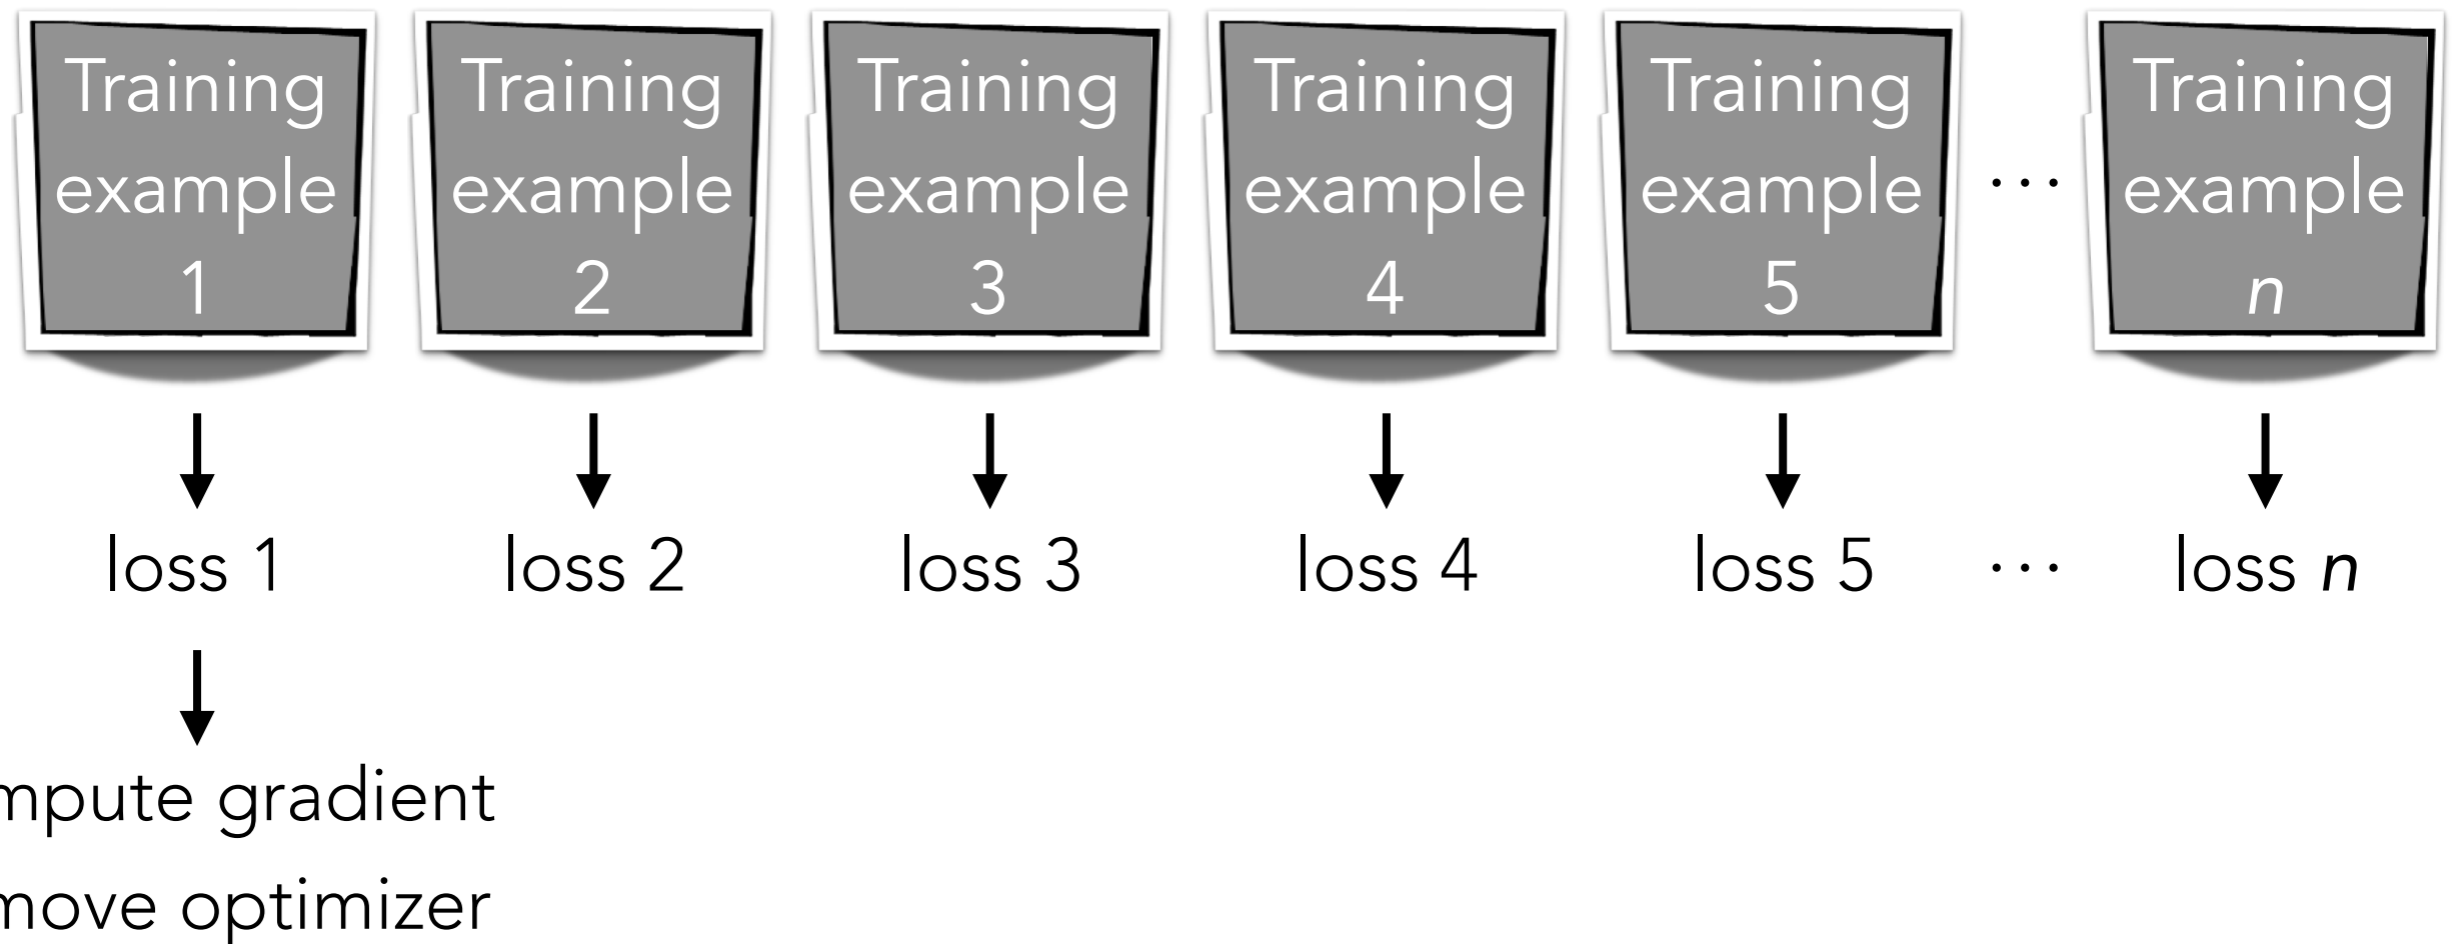 Training
example
1
Training
example
2
Training
example
3
Training
example
4
Training
example
5
...
Training
example
n
loss 1
loss 2
loss 3
loss 4
loss 5
...
loss n
gradient
move optimizer